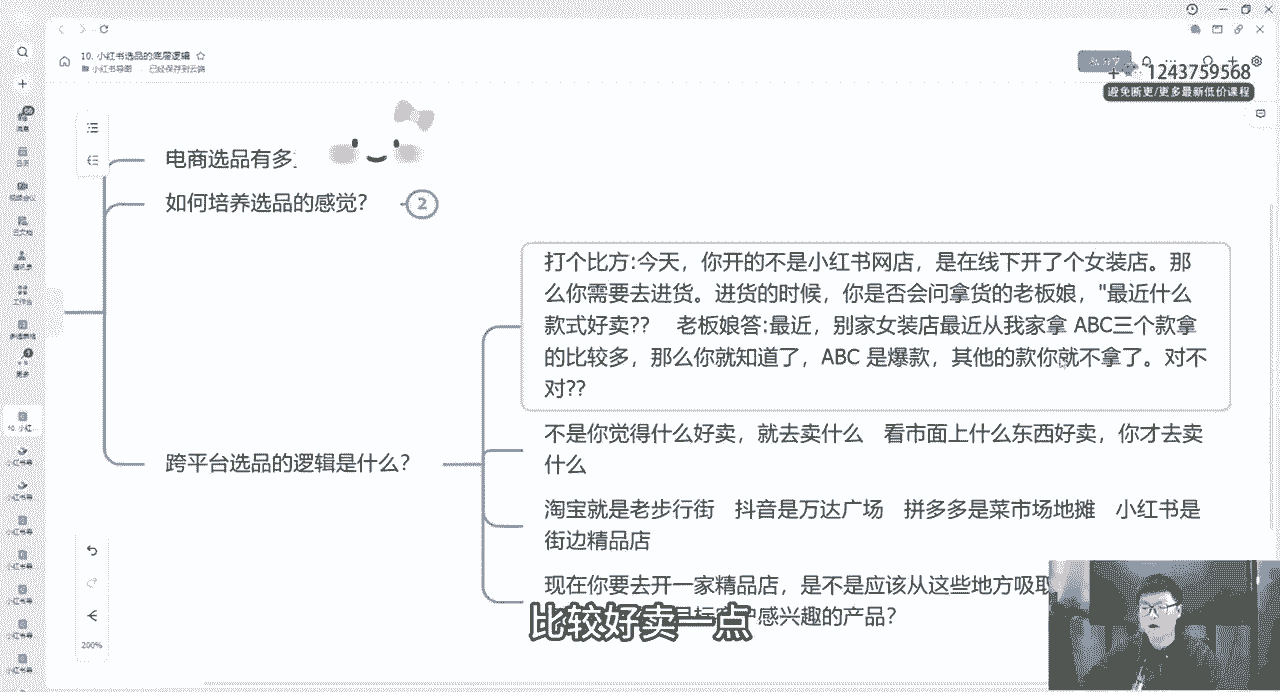 10. 小红书选品的底层逻辑
小红书导图 已经保存到云端
1243759568
避免断更/更多最新低价课程
电商选品有多
如何培养选品的感觉?
2
打个比方:今天，你开的不是小红书网店，是在线下开了个女装店。那
么你需要去进货。进货的时候，你是否会问拿货的老板娘，"最近什么
款式好卖?? 老板娘答:最近，别家女装店最近从我家拿 ABC三个款拿
的比较多，那么你就知道了，ABC 是爆款，其他的款你就不拿了。对不
对??
跨平台选品的逻辑是什么?
不是你觉得什么好卖，就去卖什么 看市面上什么东西好卖，你才去卖
什么
淘宝就是老步行街 抖音是万达广场 拼多多是菜市场地摊 小红书是
街边精品店
现在你要去开一家精品店，是不是应该从这些地方吸取
感兴趣的产品?
比较好卖一点
200%